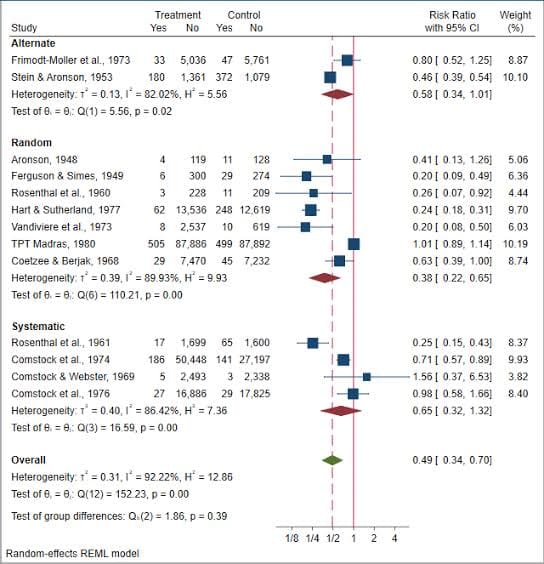 Treatment Control Risk Ratio Weight
Study Yes No Yes No with 95% CI (%)
Alternate
Frimodt-Moller et al., 1973 33 5,036 47 5,761 0.80 [ 0.52, 1.25] 8.87
Stein & Aronson, 1953 180 1,361 372 1,079 0.46 [ 0.39, 0.54] 10.10
Heterogeneity: τ² = 0.13, I² = 82.02%, H² = 5.56 0.58 [ 0.34, 1.01]
Test of θᵢ = θⱼ: Q(1) = 5.56, p = 0.02
Random
Aronson, 1948 4 119 11 128 0.41 [ 0.13, 1.26] 5.06
Ferguson & Simes, 1949 6 300 29 274 0.20 [ 0.09, 0.49] 6.36
Rosenthal et al., 1960 3 228 11 209 0.26 [ 0.07, 0.92] 4.44
Hart & Sutherland, 1977 62 13,536 248 12,619 0.24 [ 0.18, 0.31] 9.70
Vandiviere et al., 1973 8 2,537 10 619 0.20 [ 0.08, 0.50] 6.03
TPT Madras, 1980 505 87,886 499 87,892 1.01 [ 0.89, 1.14] 10.19
Coetzee & Berjak, 1968 29 7,470 45 7,232 0.63 [ 0.39, 1.00] 8.74
Heterogeneity: τ² = 0.39, I² = 89.93%, H² = 9.93 0.38 [ 0.22, 0.65]
Test of θᵢ = θⱼ: Q(6) = 110.21, p = 0.00
Systematic
Rosenthal et al., 1961 17 1,699 65 1,600 0.25 [ 0.15, 0.43] 8.37
Comstock et al., 1974 186 50,448 141 27,197 0.71 [ 0.57, 0.89] 9.93
Comstock & Webster, 1969 5 2,493 3 2,338 1.56 [ 0.37, 6.53] 3.82
Comstock et al., 1976 27 16,886 29 17,825 0.98 [ 0.58, 1.66] 8.40
Heterogeneity: τ² = 0.40, I² = 86.42%, H² = 7.36 0.65 [ 0.32, 1.32]
Test of θᵢ = θⱼ: Q(3) = 16.59, p = 0.00
Overall 0.49 [ 0.34, 0.70]
Heterogeneity: τ² = 0.31, I² = 92.22%, H² = 12.86
Test of θᵢ = θⱼ: Q(12) = 152.23, p = 0.00
Test of group differences: Qᵦ(2) = 1.86, p = 0.39
1/8 1/4 1/2 1 2 4
Random-effects REML model